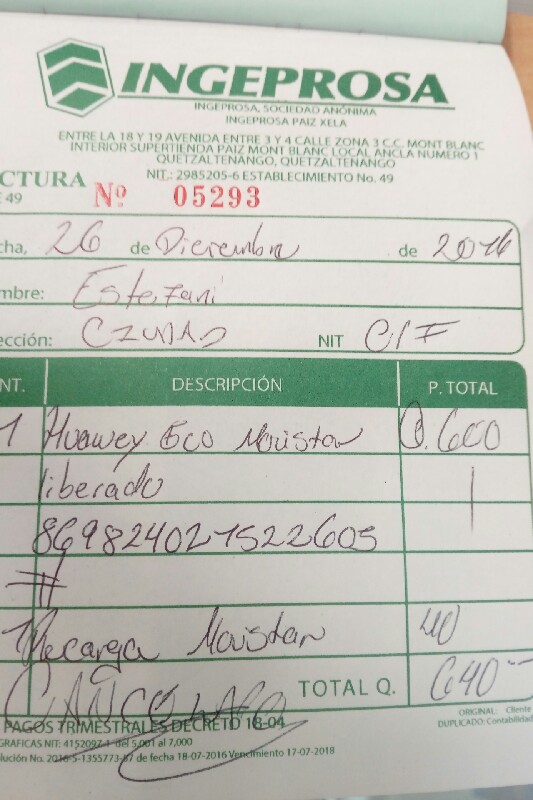 INGEPROSA
INGEPROSA, SOCIEDAD ANÓNIMA
INGEPROSA PAIZ XELA
ENTRE LA 18 Y 19 AVENIDA ENTRE 3 Y 4 CALLE ZONA 3 C.C. MONT BLANC
INTERIOR SUPERTIENDA PAIZ MONT BLANC LOCAL ANCLA NUMERO 1
QUETZALTENANGO, QUETZALTENANGO
NIT.: 2985205-6 ESTABLECIMIENTO No. 49
CTURA
E 49 Nº 05293
cha, 26 de Diciembre de 2016
mbre: Estefani
ección: CZUNAD NIT C/F
NT. DESCRIPCIÓN P. TOTAL
1 Huawey Eco Movistar Q.600
liberado
869824027522605
#
1 Recarga Movistar 40
CANCELADO TOTAL Q. 640
PAGOS TRIMESTRALES DECRETO 18-04
ORIGINAL: Cliente
DUPLICADO: Contabilidad
GRAFICAS NIT: 4152097-1 del 5,001 al 7,000
lución No. 2016-5-1355773-87 de fecha 18-07-2016 Vencimiento 17-07-2018